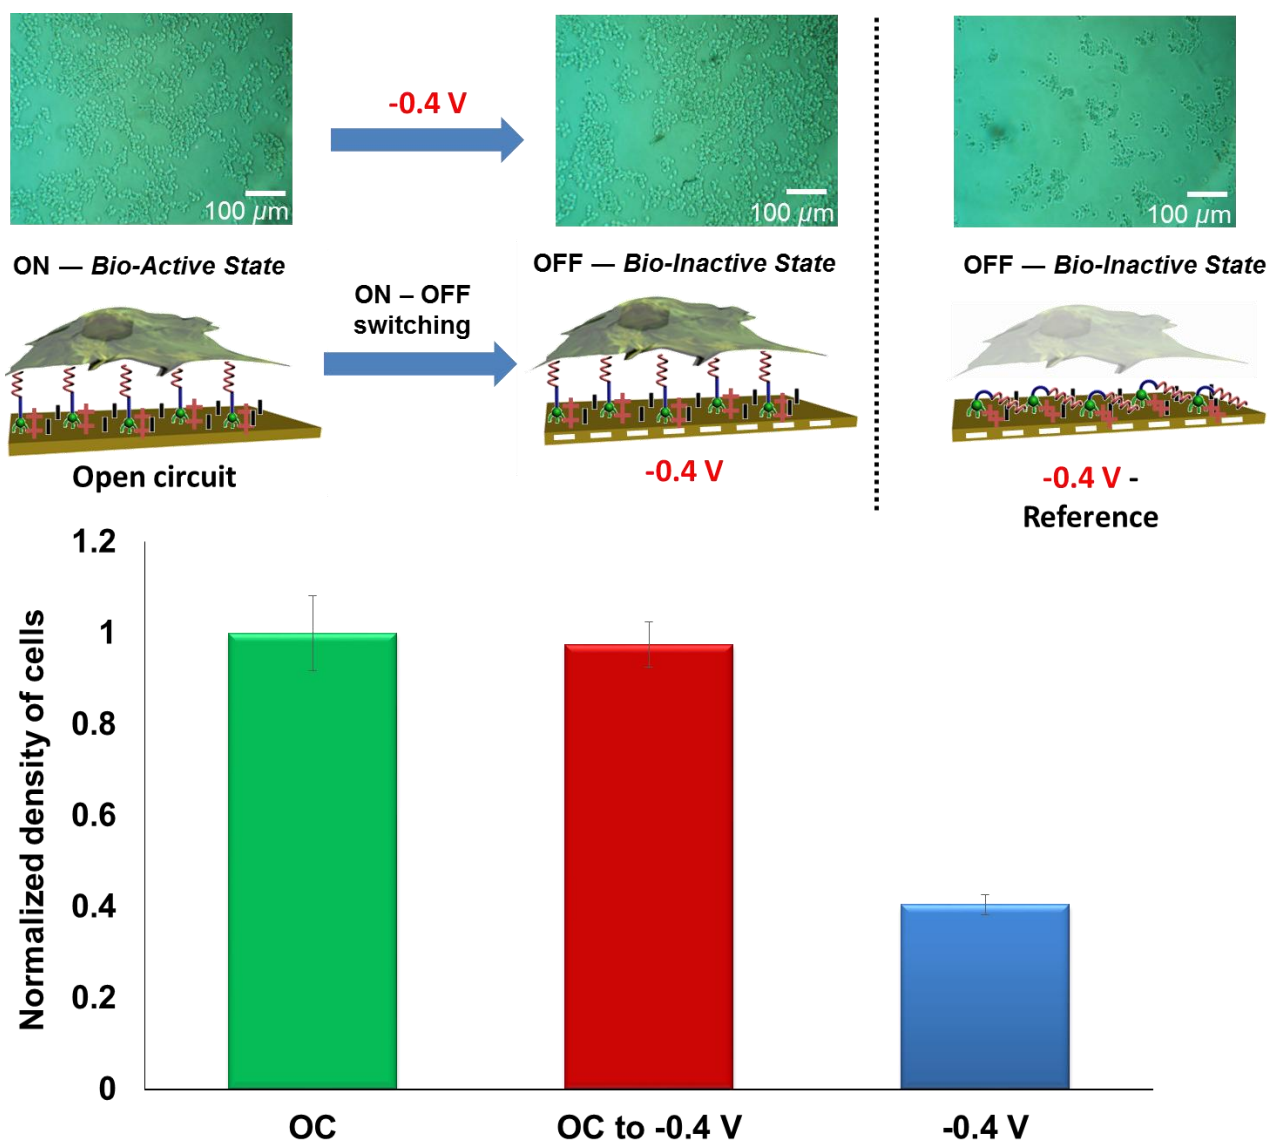 -0.4 V
100 µm
100 µm
100 µm
ON — Bio-Active State
OFF — Bio-Inactive State
OFF — Bio-Inactive State
ON – OFF
switching
Open circuit
-0.4 V
-0.4 V -
Reference
Normalized density of cells
1.2
1
0.8
0.6
0.4
0.2
0
OC
OC to -0.4 V
-0.4 V